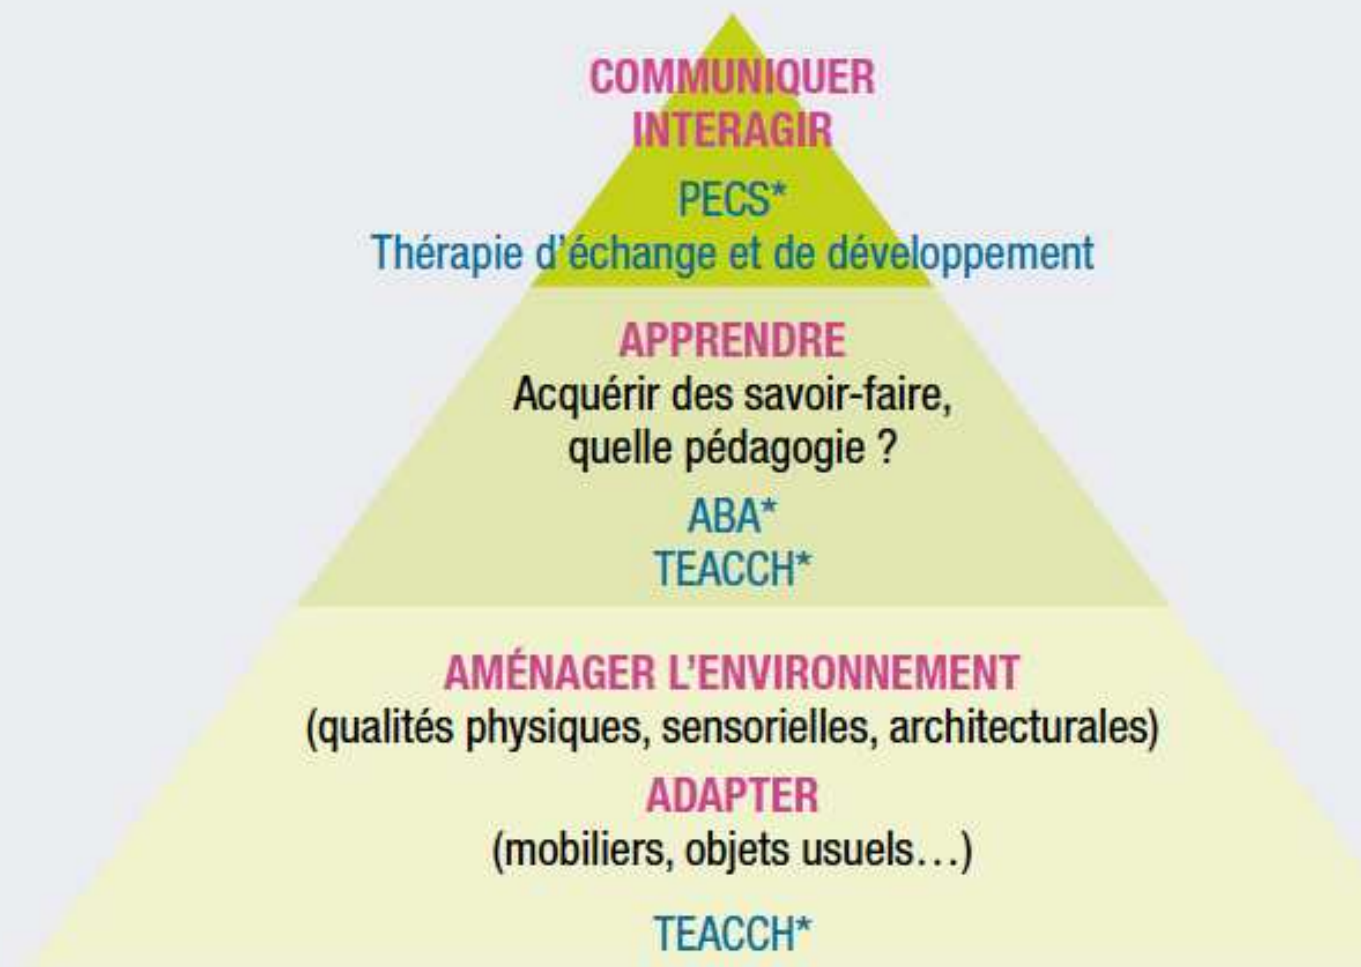 COMMUNIQUER
INTERAGIR
PECS*
Thérapie d'échange et de développement
APPRENDRE
Acquérir des savoir-faire,
quelle pédagogie ?
ABA*
TEACCH*
AMÉNAGER L'ENVIRONNEMENT
(qualités physiques, sensorielles, architecturales)
ADAPTER
(mobiliers, objets usuels…)
TEACCH*